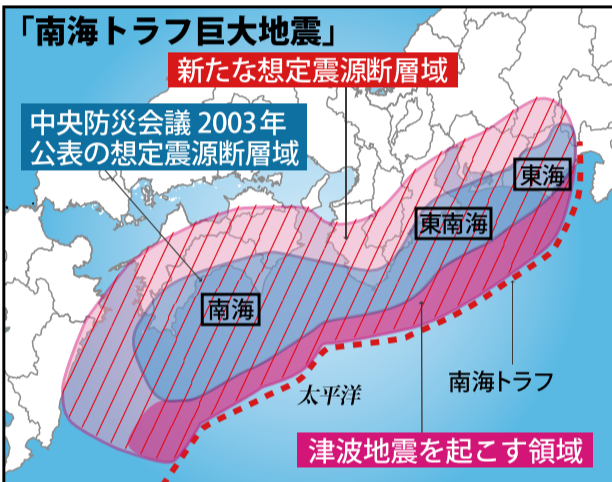 「南海トラフ巨大地震」
新たな想定震源断層域
中央防災会議 2003年
公表の想定震源断層域
東海
東南海
南海
南海トラフ
太平洋
津波地震を起こす領域